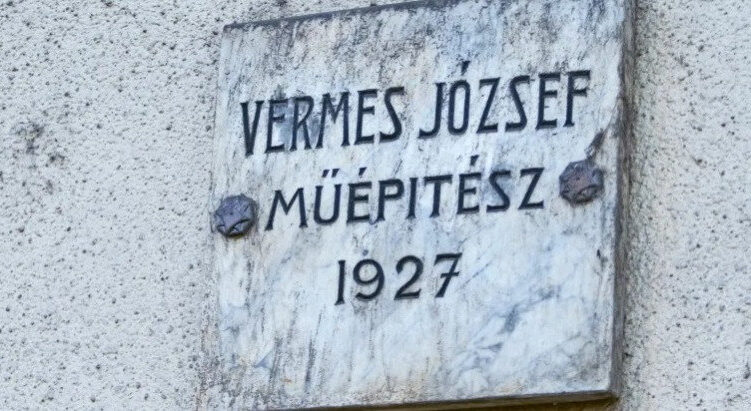 VERMES JÓZSEF
MŰÉPITÉSZ
1927